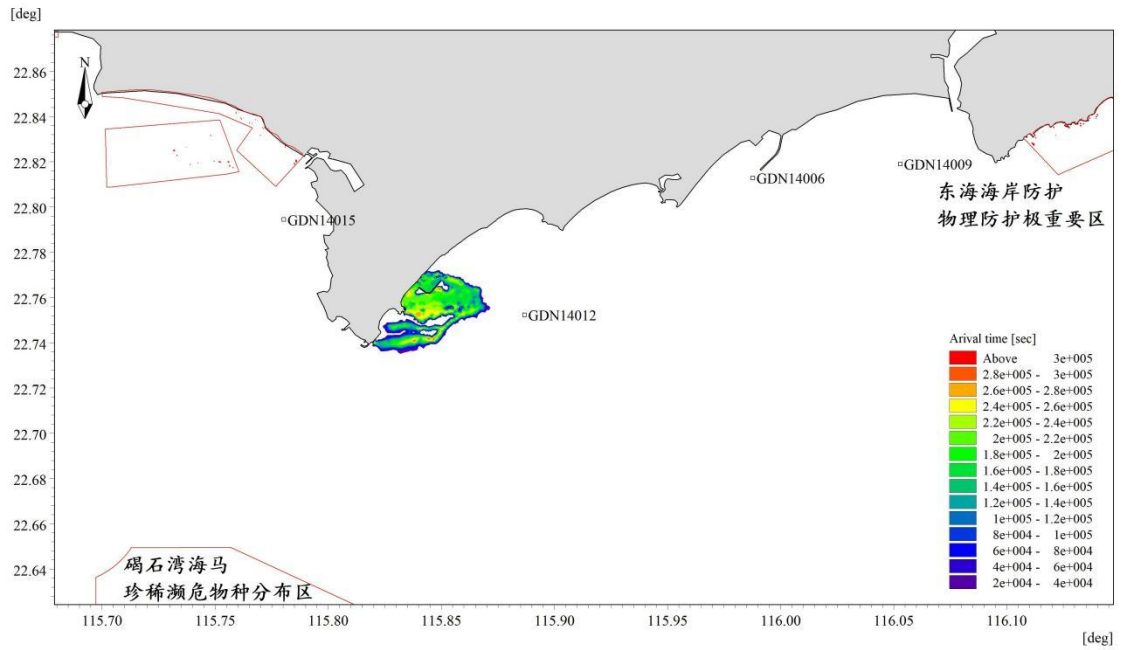 [deg]
N
22.86
22.84
22.82
22.80
22.78
22.76
22.74
22.72
22.70
22.68
22.66
22.64
GDN14009
GDN14006
东海海岸防护
物理防护极重要区
GDN14015
GDN14012
Arival time [sec]
Above 3e+005
2.8e+005 - 3e+005
2.6e+005 - 2.8e+005
2.4e+005 - 2.6e+005
2.2e+005 - 2.4e+005
2e+005 - 2.2e+005
1.8e+005 - 2e+005
1.6e+005 - 1.8e+005
1.4e+005 - 1.6e+005
1.2e+005 - 1.4e+005
1e+005 - 1.2e+005
8e+004 - 1e+005
6e+004 - 8e+004
4e+004 - 6e+004
2e+004 - 4e+004
碣石湾海马
珍稀濒危物种分布区
115.70 115.75 115.80 115.85 115.90 115.95 116.00 116.05 116.10
[deg]